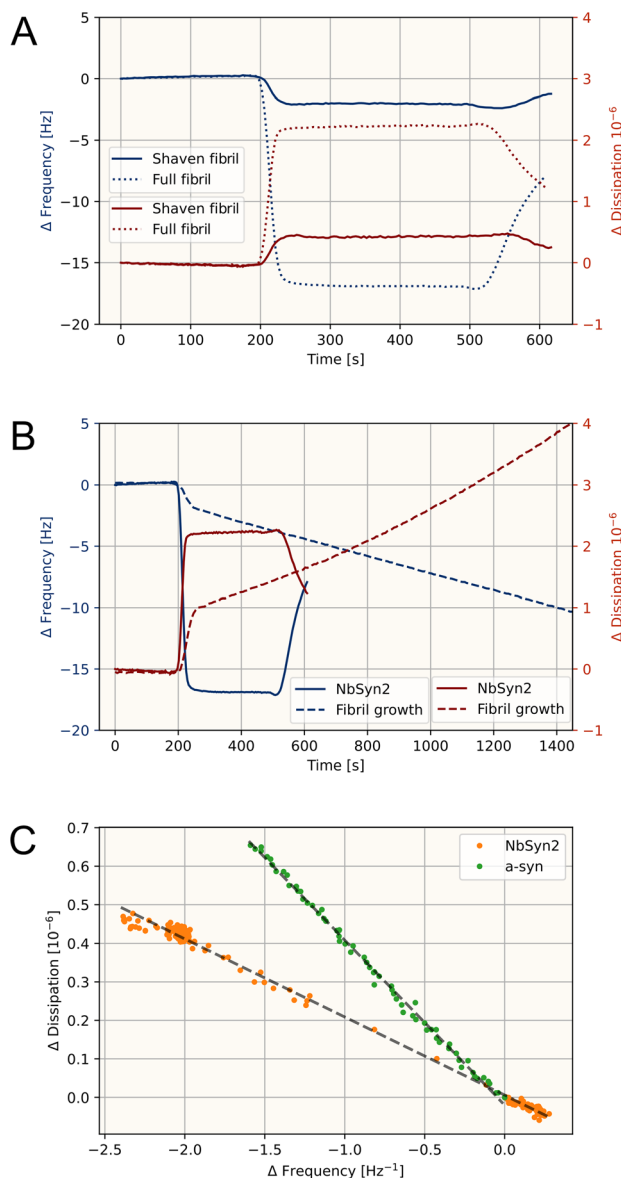 A
5
0
−5
−10
−15
−20
Δ Frequency [Hz]
Shaven fibril
Full fibril
Shaven fibril
Full fibril
4
3
2
1
0
−1
Δ Dissipation 10⁻⁶
0 100 200 300 400 500 600
Time [s]
B
5
0
−5
−10
−15
−20
Δ Frequency [Hz]
NbSyn2
Fibril growth
NbSyn2
Fibril growth
4
3
2
1
0
−1
Δ Dissipation 10⁻⁶
0 200 400 600 800 1000 1200 1400
Time [s]
C
0.7
0.6
0.5
0.4
0.3
0.2
0.1
0.0
Δ Dissipation [10⁻⁶]
NbSyn2
a-syn
−2.5 −2.0 −1.5 −1.0 −0.5 0.0
Δ Frequency [Hz⁻¹]